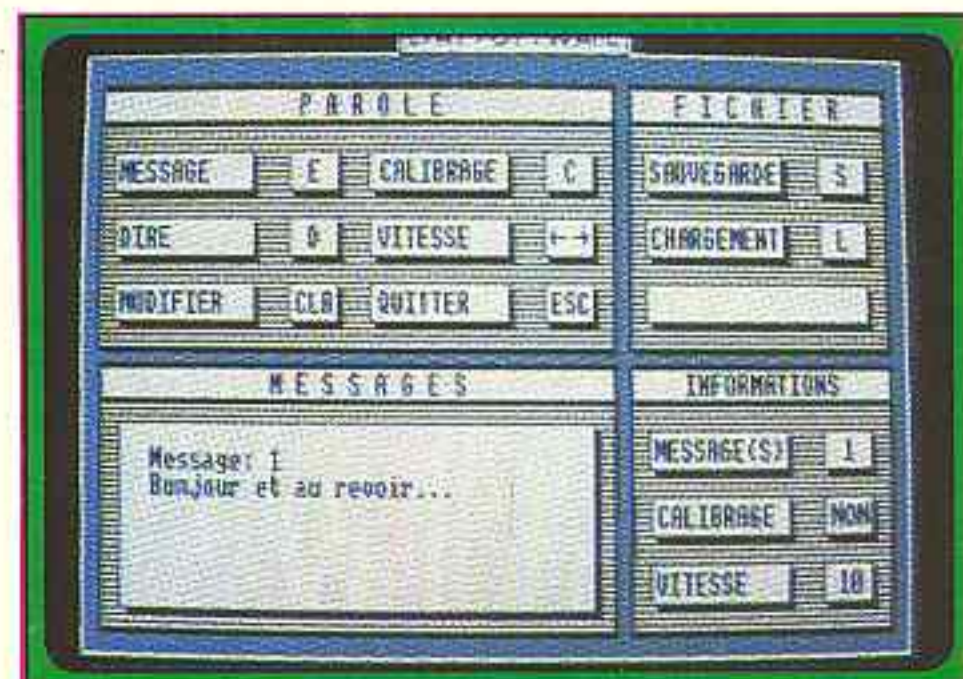 PAROLE
MESSAGE E CALIBRAGE C
DIRE D VITESSE ←→
MODIFIER CLR QUITTER ESC
FICHIER
SAUVEGARDE S
CHARGEMENT L
MESSAGES
Message: 1
Bonjour et au revoir...
INFORMATIONS
MESSAGE(S) 1
CALIBRAGE NON
VITESSE 10